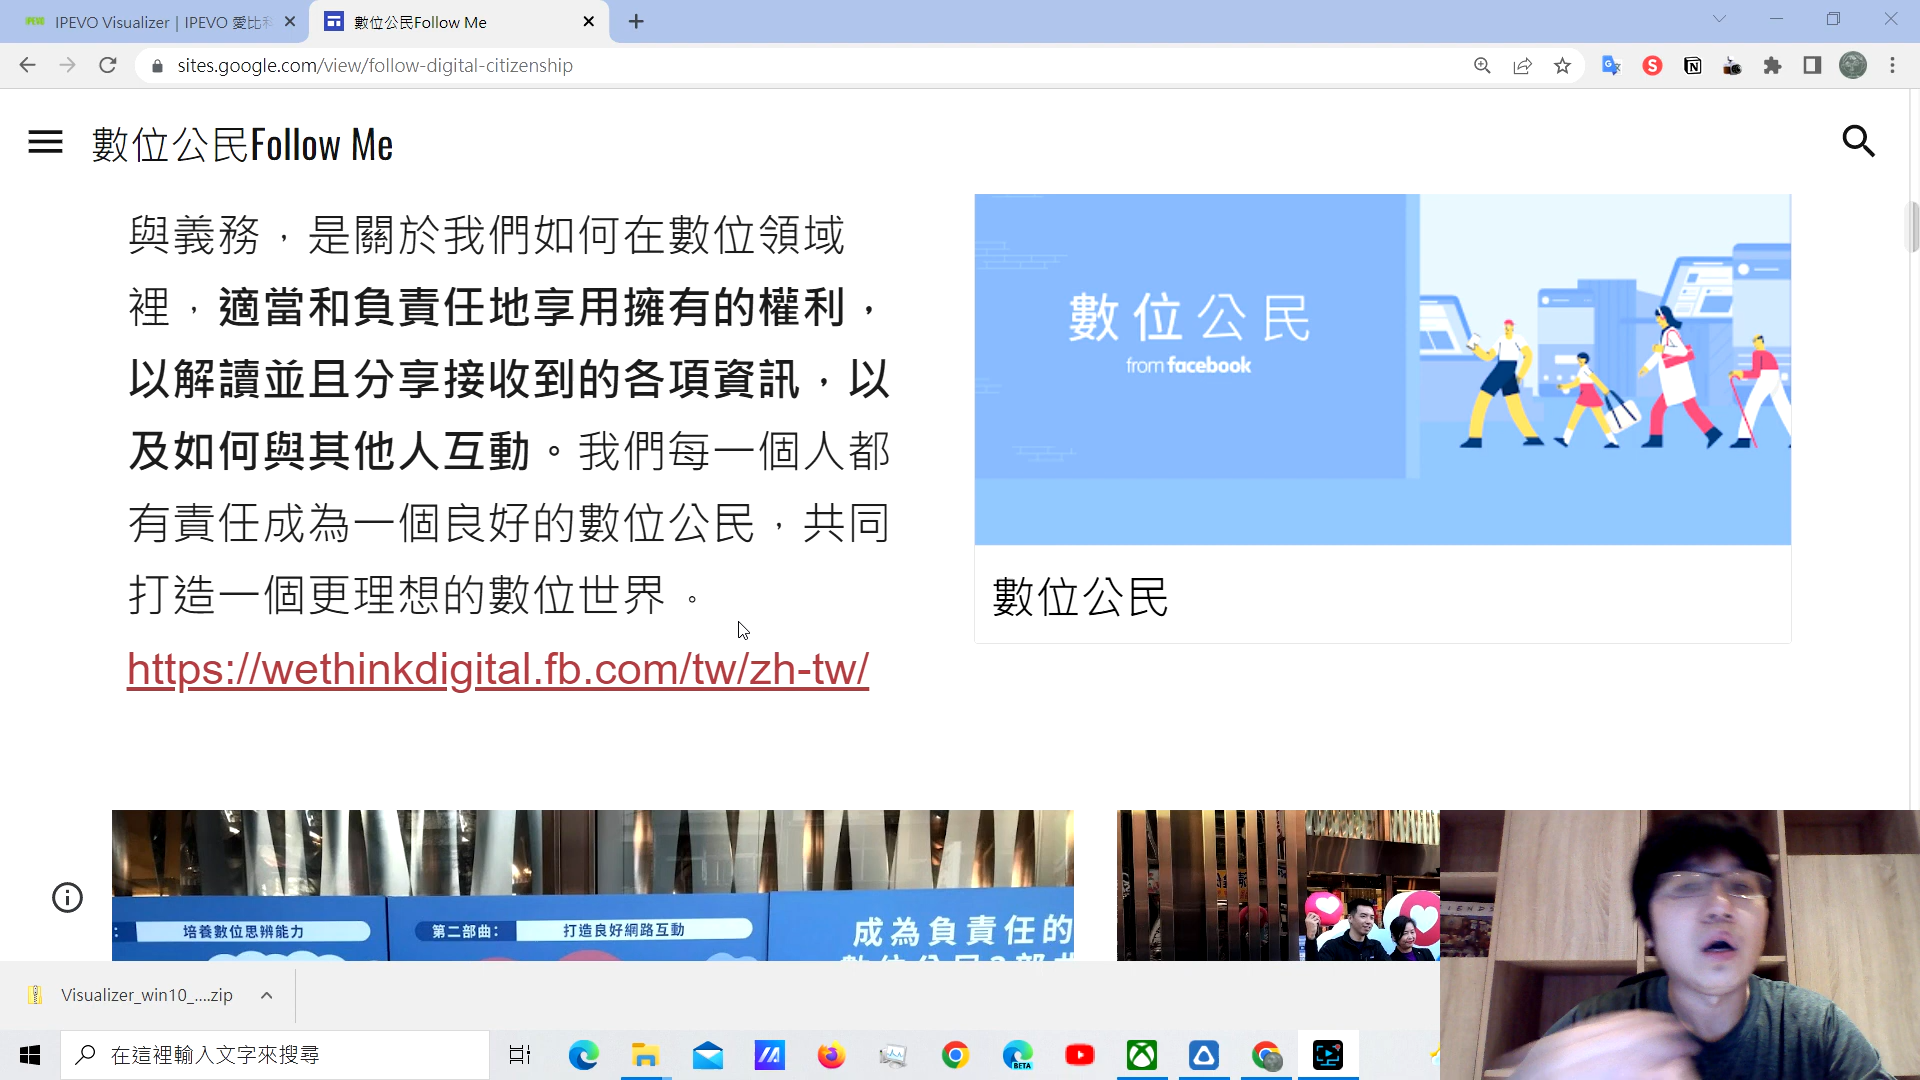 IPEVO Visualizer | IPEVO 愛比科
數位公民Follow Me
sites.google.com/view/follow-digital-citizenship
數位公民Follow Me
與義務，是關於我們如何在數位領域
裡，適當和負責任地享用擁有的權利，
以解讀並且分享接收到的各項資訊，以
及如何與其他人互動。我們每一個人都
有責任成為一個良好的數位公民，共同
打造一個更理想的數位世界。
https://wethinkdigital.fb.com/tw/zh-tw/
數位公民
from facebook
數位公民
培養數位思辨能力
第二部曲：
打造良好網路互動
成為負責任的
Visualizer_win10_....zip
在這裡輸入文字來搜尋
BETA